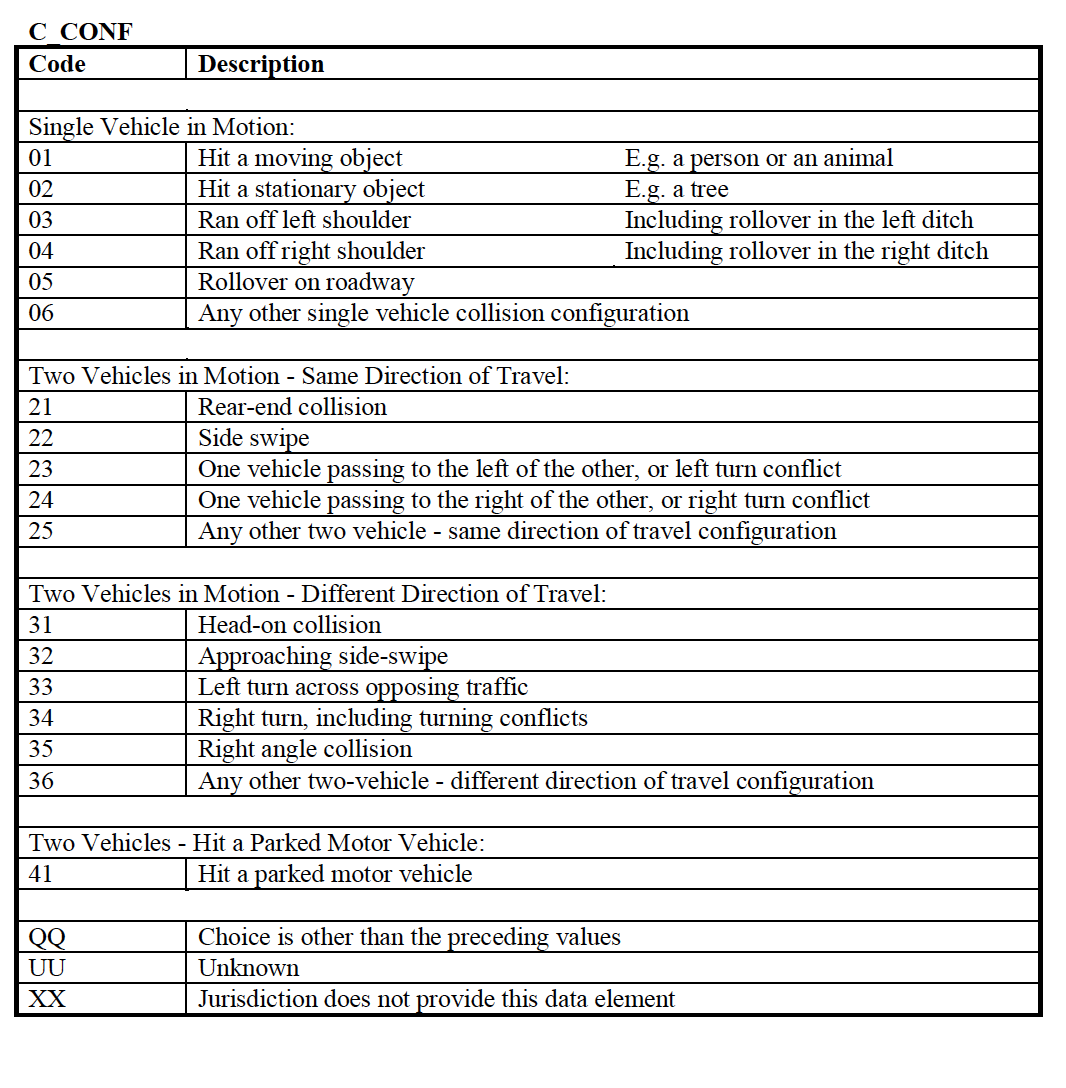 C_CONF
Code Description
Single Vehicle in Motion:
01 Hit a moving object E.g. a person or an animal
02 Hit a stationary object E.g. a tree
03 Ran off left shoulder Including rollover in the left ditch
04 Ran off right shoulder Including rollover in the right ditch
05 Rollover on roadway
06 Any other single vehicle collision configuration
Two Vehicles in Motion - Same Direction of Travel:
21 Rear-end collision
22 Side swipe
23 One vehicle passing to the left of the other, or left turn conflict
24 One vehicle passing to the right of the other, or right turn conflict
25 Any other two vehicle - same direction of travel configuration
Two Vehicles in Motion - Different Direction of Travel:
31 Head-on collision
32 Approaching side-swipe
33 Left turn across opposing traffic
34 Right turn, including turning conflicts
35 Right angle collision
36 Any other two-vehicle - different direction of travel configuration
Two Vehicles - Hit a Parked Motor Vehicle:
41 Hit a parked motor vehicle
QQ Choice is other than the preceding values
UU Unknown
XX Jurisdiction does not provide this data element